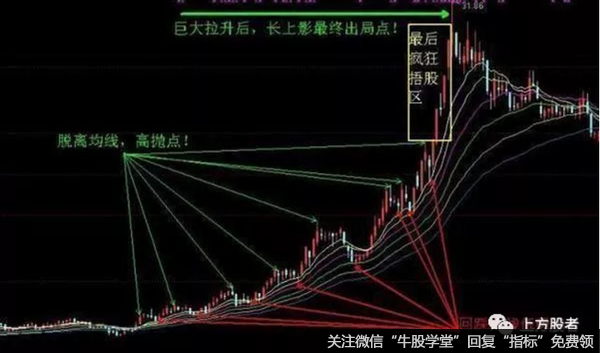 31.86
巨大拉升后，长上影最终出局点！
最后
疯狂
捂股
区
脱离均线，高抛点！
回踩
上方股者
关注微信“牛股学堂”回复“指标”免费领